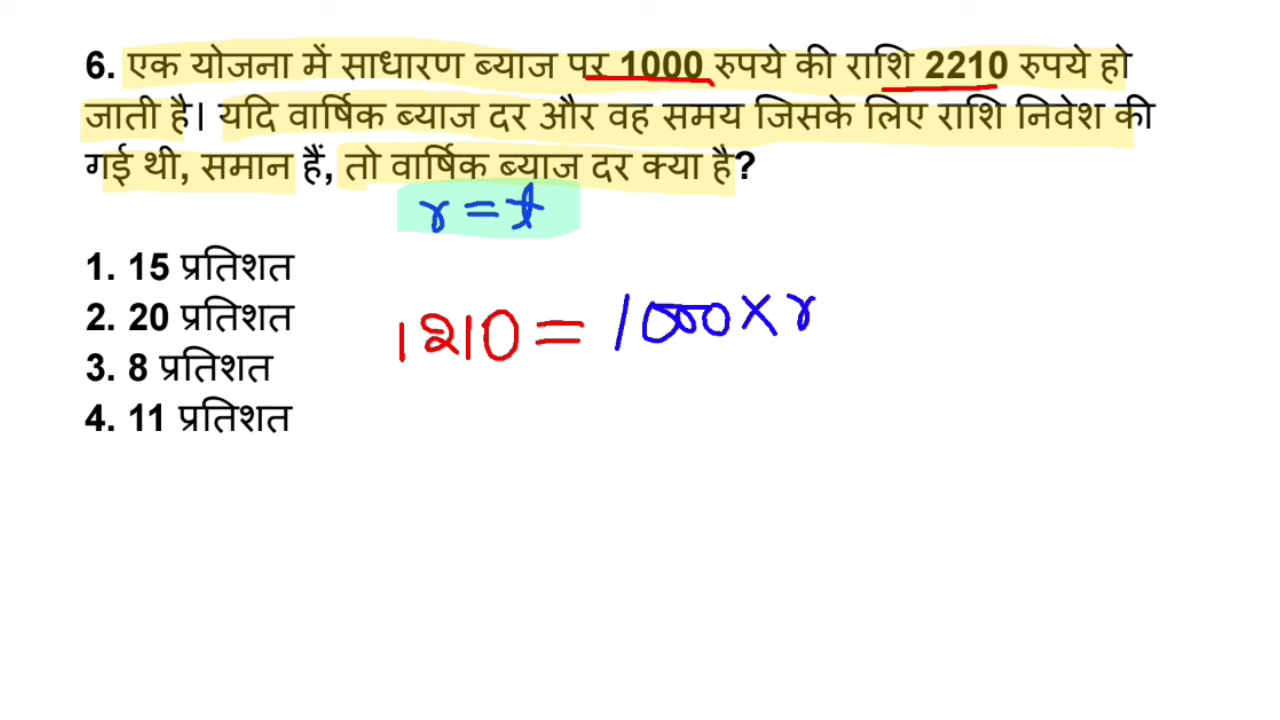 6. एक योजना में साधारण ब्याज पर 1000 रुपये की राशि 2210 रुपये हो
जाती है। यदि वार्षिक ब्याज दर और वह समय जिसके लिए राशि निवेश की
गई थी, समान हैं, तो वार्षिक ब्याज दर क्या है?
r = t
1. 15 प्रतिशत
2. 20 प्रतिशत
1210 = 1000 × r
3. 8 प्रतिशत
4. 11 प्रतिशत